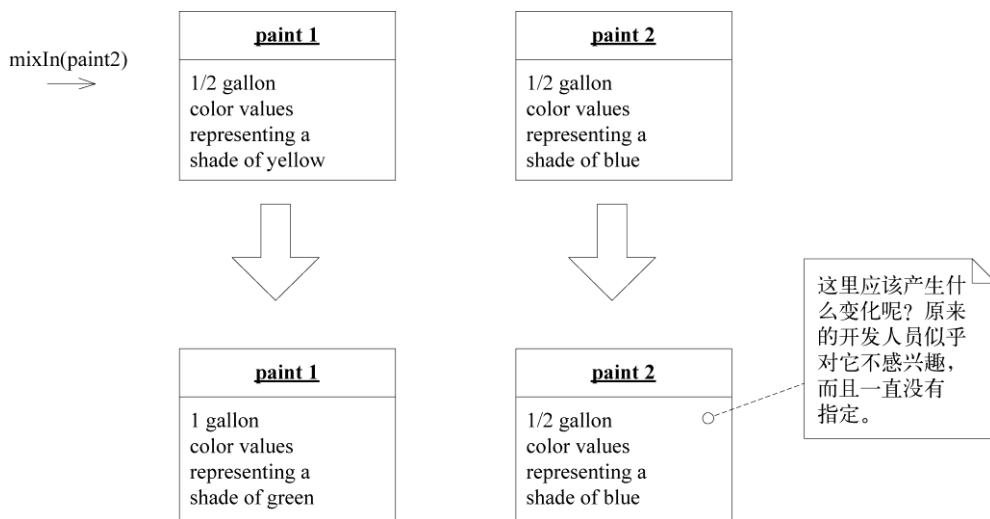 mixIn(paint2)
paint 1
1/2 gallon
color values
representing a
shade of yellow
paint 2
1/2 gallon
color values
representing a
shade of blue
paint 1
1 gallon
color values
representing a
shade of green
paint 2
1/2 gallon
color values
representing a
shade of blue
这里应该产生什
么变化呢？原来
的开发人员似乎
对它不感兴趣，
而且一直没有
指定。